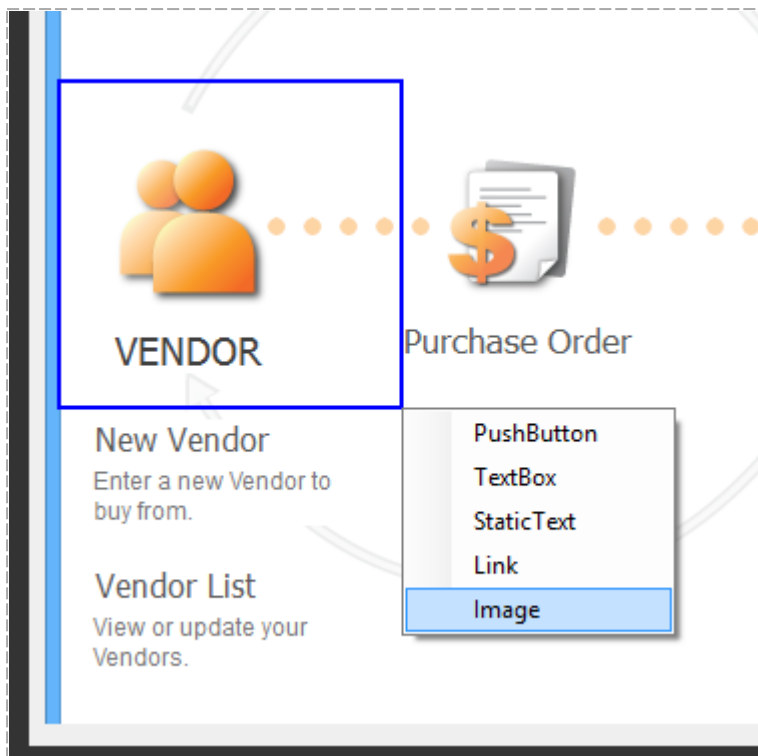 VENDOR
Purchase Order
New Vendor
Enter a new Vendor to
buy from.
Vendor List
View or update your
Vendors.
PushButton
TextBox
StaticText
Link
Image